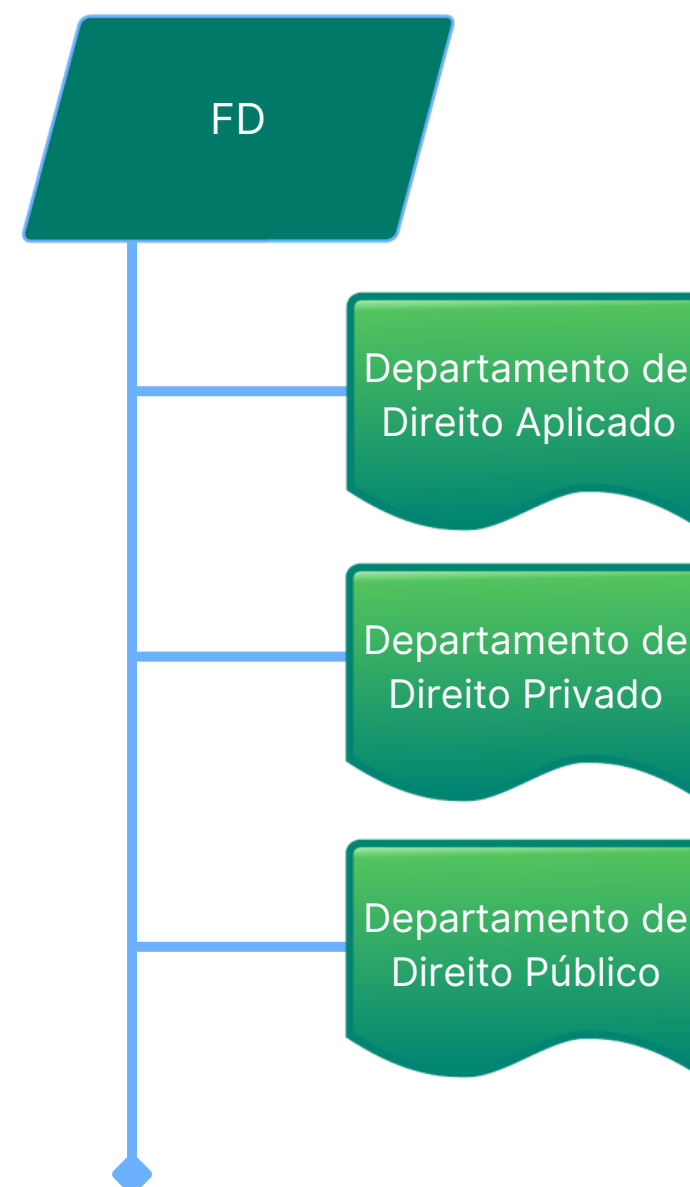 FD
Departamento de
Direito Aplicado
Departamento de
Direito Privado
Departamento de
Direito Público